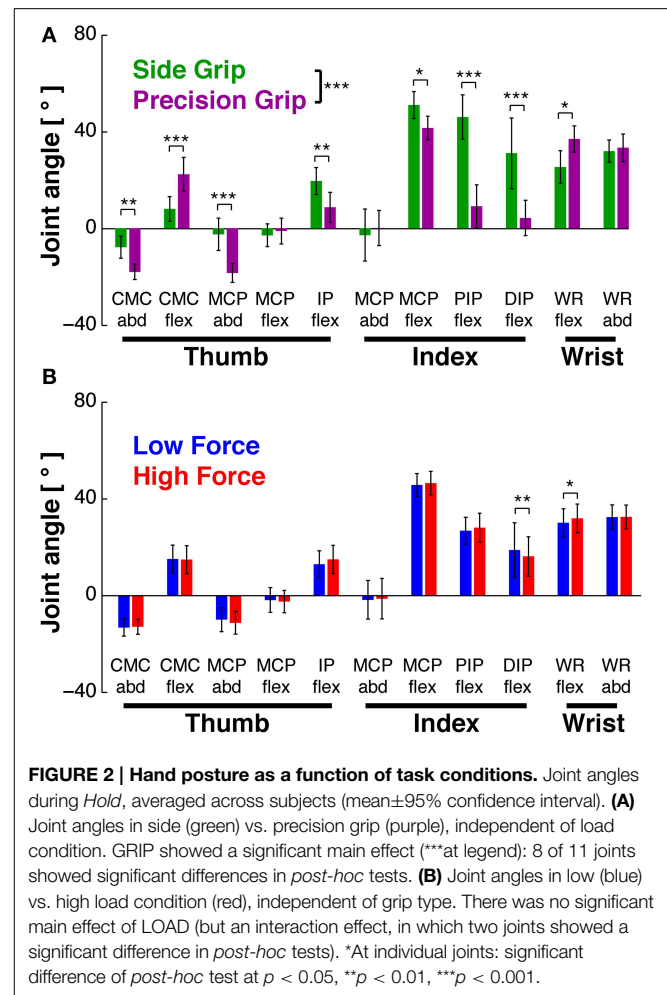 A
80
Side Grip
Precision Grip
***
Joint angle [ ° ]
40
0
−40
**
***
***
**
*
***
***
*
CMC CMC MCP MCP IP MCP MCP PIP DIP WR WR
abd flex abd flex flex abd flex flex flex flex abd
Thumb Index Wrist
B
80
Low Force
High Force
Joint angle [ ° ]
40
0
−40
**
*
CMC CMC MCP MCP IP MCP MCP PIP DIP WR WR
abd flex abd flex flex abd flex flex flex flex abd
Thumb Index Wrist
FIGURE 2 | Hand posture as a function of task conditions. Joint angles
during Hold, averaged across subjects (mean±95% confidence interval). (A)
Joint angles in side (green) vs. precision grip (purple), independent of load
condition. GRIP showed a significant main effect (***at legend): 8 of 11 joints
showed significant differences in post-hoc tests. (B) Joint angles in low (blue)
vs. high load condition (red), independent of grip type. There was no significant
main effect of LOAD (but an interaction effect, in which two joints showed a
significant difference in post-hoc tests). *At individual joints: significant
difference of post-hoc test at p < 0.05, **p < 0.01, ***p < 0.001.